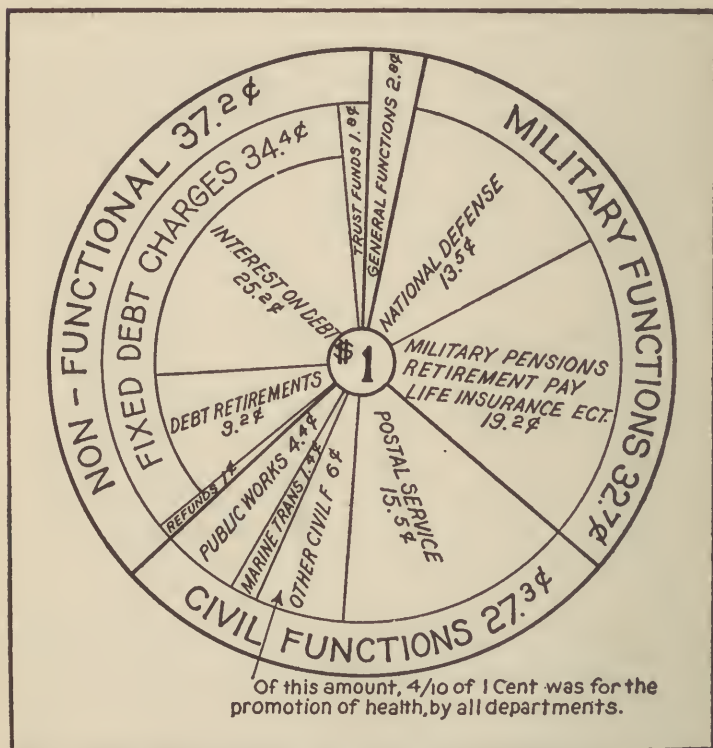 NON-FUNCTIONAL 37.2¢
FIXED DEBT CHARGES 34.4¢
INTEREST ON DEBT
25.2¢
DEBT RETIREMENTS
9.2¢
REFUNDS 1¢
TRUST FUNDS 1.8¢
GENERAL FUNCTIONS 2.8¢
MILITARY FUNCTIONS 32.7¢
NATIONAL DEFENSE
13.5¢
MILITARY PENSIONS
RETIREMENT PAY
LIFE INSURANCE ECT.
19.2¢
$1
CIVIL FUNCTIONS 27.3¢
PUBLIC WORKS 4.4¢
MARINE TRANS 1.4¢
OTHER CIVIL F 6¢
POSTAL SERVICE
15.5¢
Of this amount, 4/10 of 1 Cent was for the
promotion of health, by all departments.